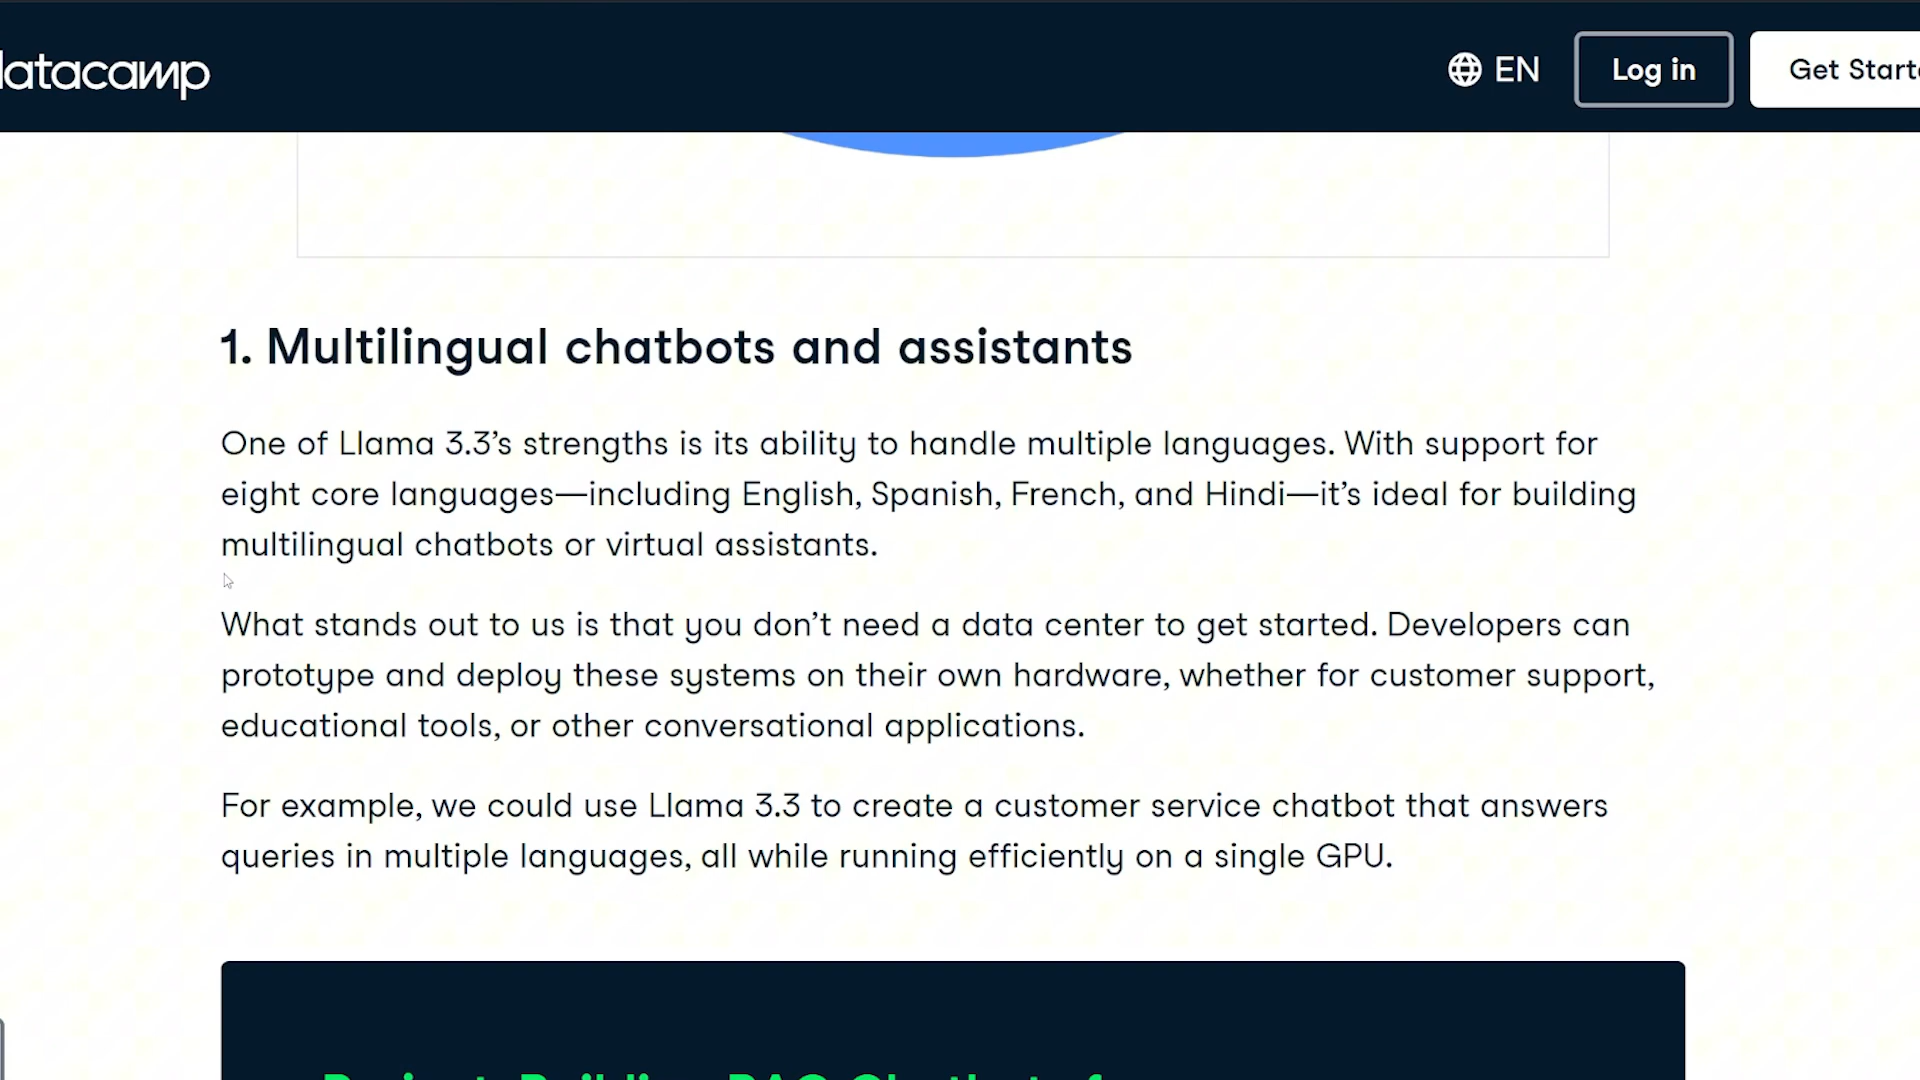 datacamp
EN
Log in
Get Start
1. Multilingual chatbots and assistants
One of Llama 3.3’s strengths is its ability to handle multiple languages. With support for
eight core languages—including English, Spanish, French, and Hindi—it’s ideal for building
multilingual chatbots or virtual assistants.
What stands out to us is that you don’t need a data center to get started. Developers can
prototype and deploy these systems on their own hardware, whether for customer support,
educational tools, or other conversational applications.
For example, we could use Llama 3.3 to create a customer service chatbot that answers
queries in multiple languages, all while running efficiently on a single GPU.